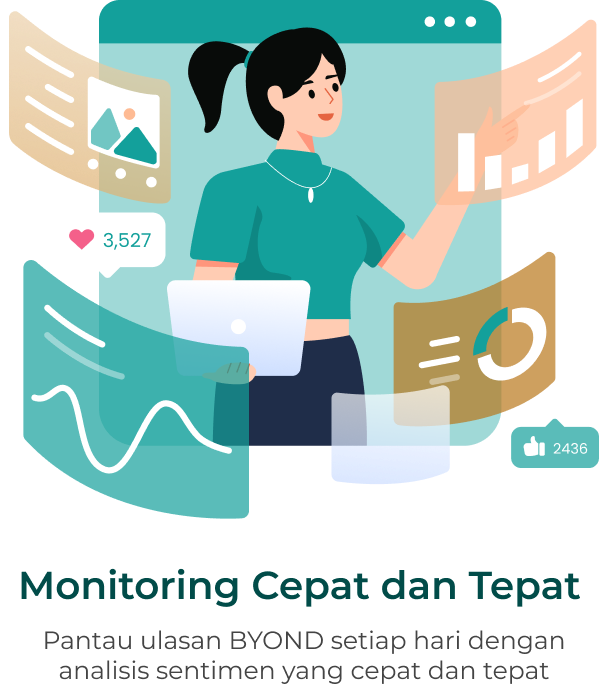 3,527
2436
Monitoring Cepat dan Tepat
Pantau ulasan BYOND setiap hari dengan
analisis sentimen yang cepat dan tepat